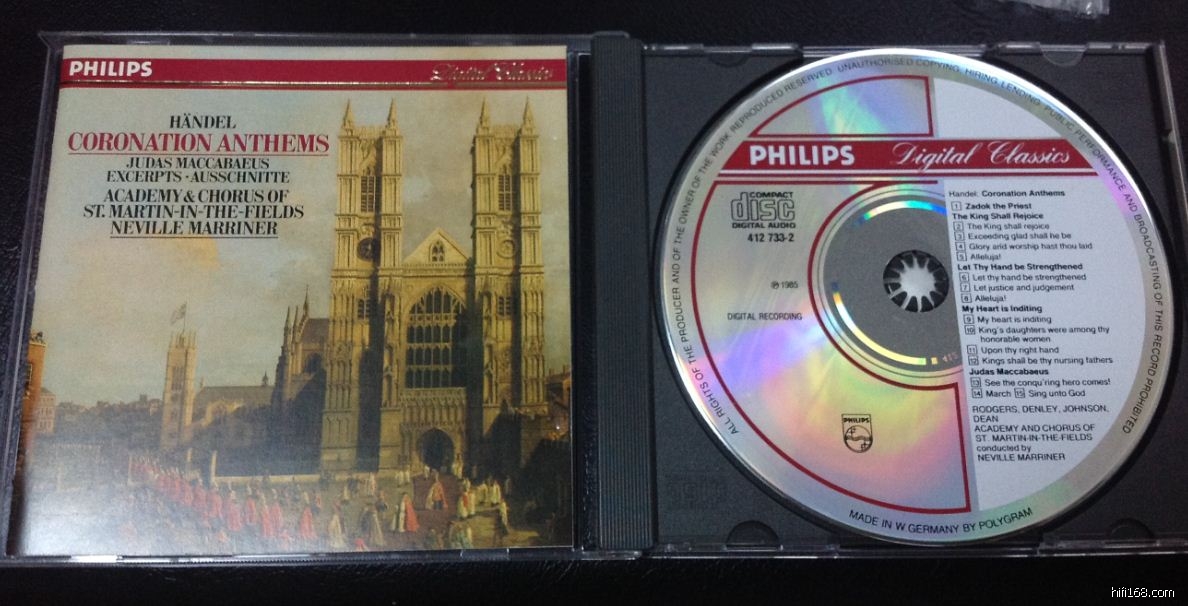 PHILIPS
Digital Classics
HÄNDEL
CORONATION ANTHEMS
JUDAS MACCABAEUS
EXCERPTS · AUSSCHNITTE
ACADEMY & CHORUS OF
ST. MARTIN-IN-THE-FIELDS
NEVILLE MARRINER
ALL RIGHTS OF THE PRODUCER AND OF THE OWNER OF THE WORK REPRODUCED RESERVED. UNAUTHORISED COPYING, HIRING, LENDING, PUBLIC PERFORMANCE AND BROADCASTING OF THIS RECORD PROHIBITED
PHILIPS
Digital Classics
COMPACT
disc
DIGITAL AUDIO
412 733-2
℗ 1985
DIGITAL RECORDING
Handel: Coronation Anthems
1 Zadok the Priest
The King Shall Rejoice
2 The King shall rejoice
3 Exceeding glad shall he be
4 Glory and worship hast thou laid
5 Alleluja!
Let Thy Hand be Strengthened
6 Let thy hand be strengthened
7 Let justice and judgement
8 Alleluja!
My Heart is Inditing
9 My heart is inditing
10 King's daughters were among thy
honorable women
11 Upon thy right hand
12 Kings shall be thy nursing fathers
Judas Maccabaeus
13 See the conqu'ring hero comes!
14 March 15 Sing unto God
RODGERS, DENLEY, JOHNSON,
DEAN
ACADEMY AND CHORUS OF
ST. MARTIN-IN-THE-FIELDS
conducted by
NEVILLE MARRINER
PHILIPS
MADE IN W. GERMANY BY POLYGRAM
hifi168.com